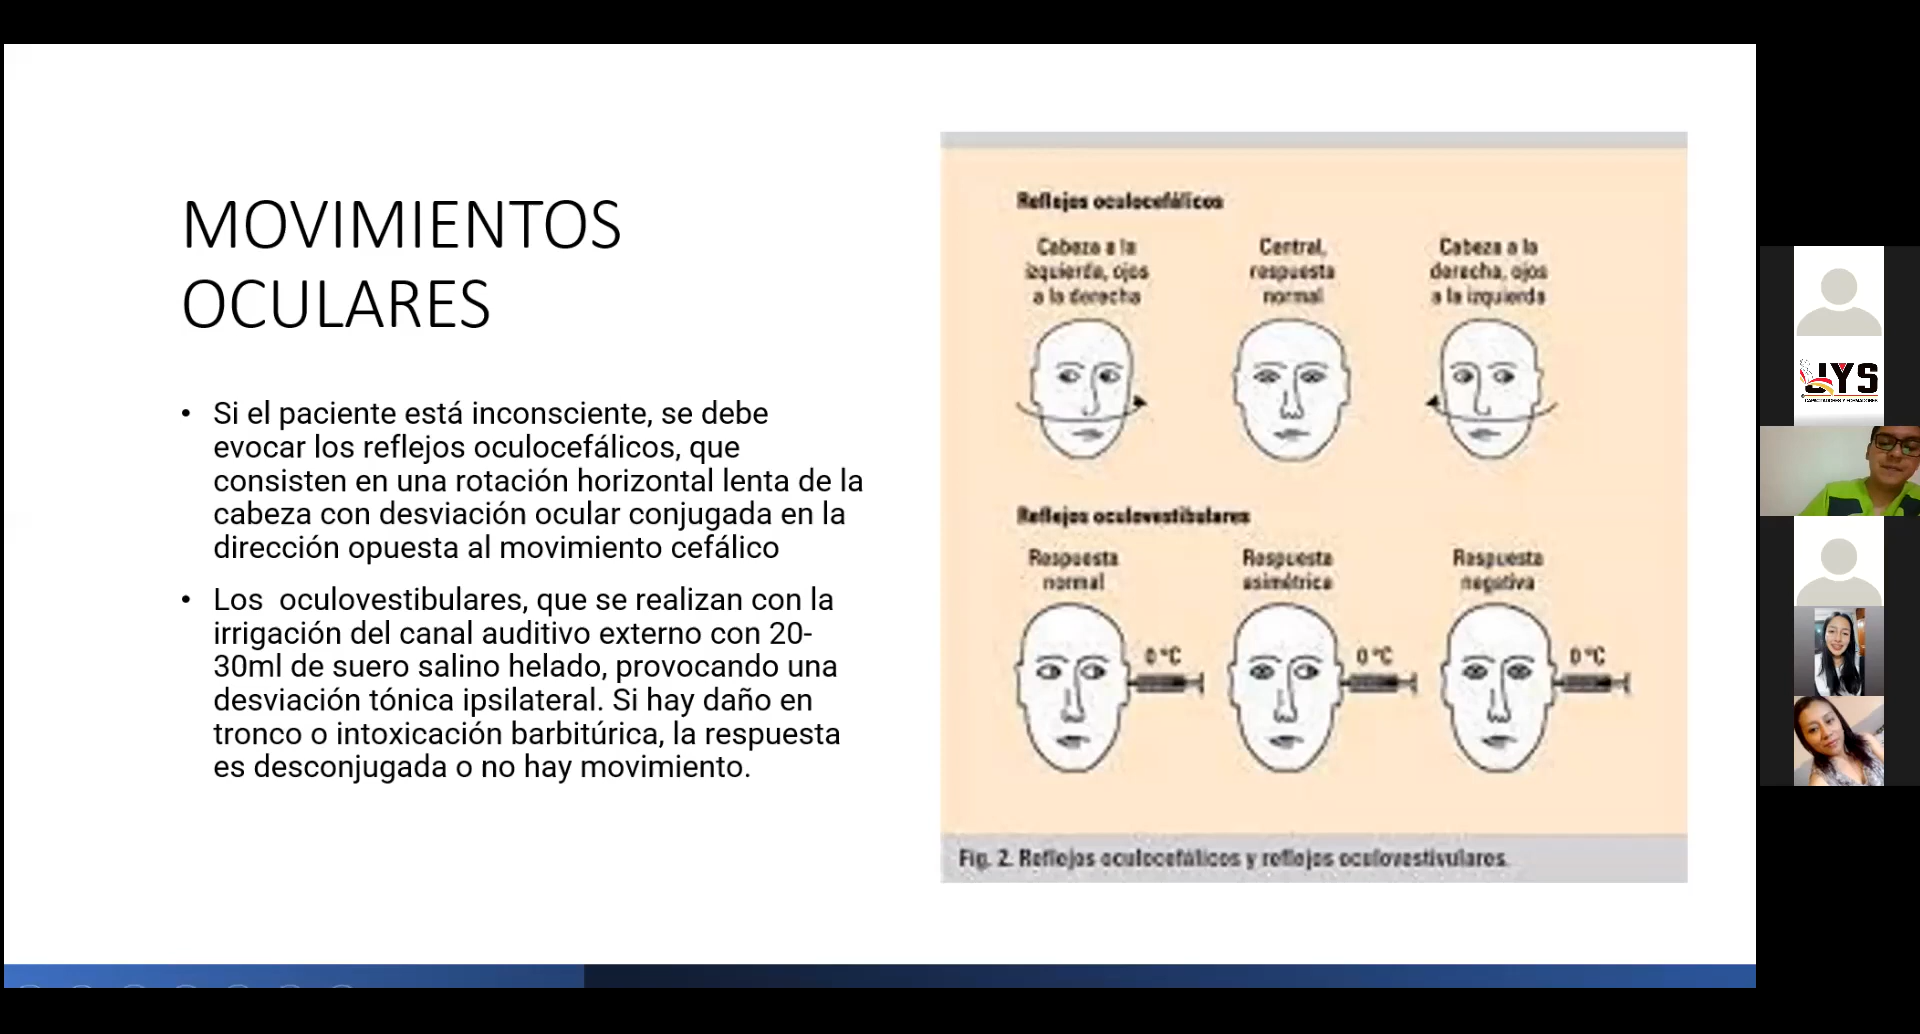 MOVIMIENTOS
OCULARES
• Si el paciente está inconsciente, se debe
evocar los reflejos oculocefálicos, que
consisten en una rotación horizontal lenta de la
cabeza con desviación ocular conjugada en la
dirección opuesta al movimiento cefálico
• Los oculovestibulares, que se realizan con la
irrigación del canal auditivo externo con 20-
30ml de suero salino helado, provocando una
desviación tónica ipsilateral. Si hay daño en
tronco o intoxicación barbitúrica, la respuesta
es desconjugada o no hay movimiento.
Reflejos oculocefálicos
Cabeza a la
izquierda, ojos
a la derecha
Central,
respuesta
normal
Cabeza a la
derecha, ojos
a la izquierda
Reflejos oculovestibulares
Respuesta
normal
Respuesta
asimétrica
Respuesta
negativa
0 °C
0 °C
0 °C
Fig. 2. Reflejos oculocefálicos y reflejos oculovestivulares.
JYS